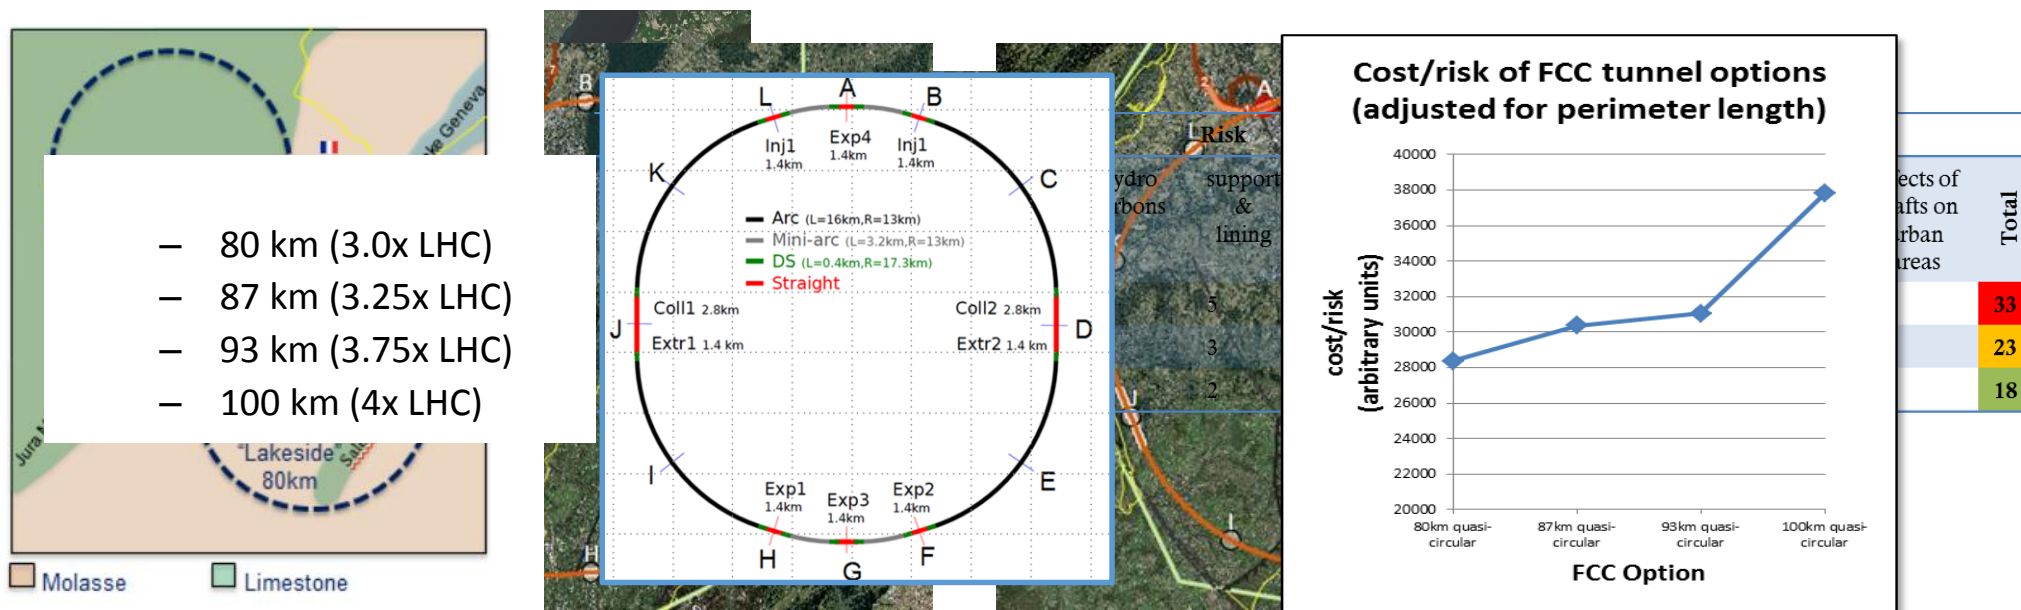 – 80 km (3.0x LHC)
– 87 km (3.25x LHC)
– 93 km (3.75x LHC)
– 100 km (4x LHC)
Geneva
Jura
"Lakeside"
80km
Molasse
Limestone
B
H
A
L
J
I
L
A
B
Inj1
1.4km
Exp4
1.4km
Inj1
1.4km
K
C
Arc (L=16km,R=13km)
Mini-arc (L=3.2km,R=13km)
DS (L=0.4km,R=17.3km)
Straight
Coll1 2.8km
Coll2 2.8km
J
D
Extr1 1.4 km
Extr2 1.4 km
I
E
Exp1
1.4km
Exp3
1.4km
Exp2
1.4km
H
G
F
Risk
support
&
lining
5
3
2
Cost/risk of FCC tunnel options
(adjusted for perimeter length)
cost/risk
(arbitrary units)
40000
38000
36000
34000
32000
30000
28000
26000
24000
22000
20000
80km quasi-
circular
87km quasi-
circular
93km quasi-
circular
100km quasi-
circular
FCC Option
of
on
Total
33
23
18